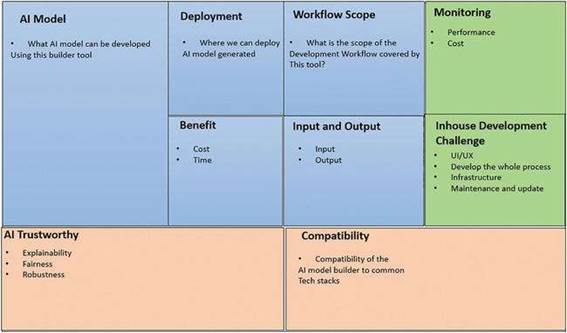 AI Model
• What AI model can be developed
Using this builder tool
Deployment
• Where we can deploy
AI model generated
Workflow Scope
• What is the scope of the
Development Workflow covered by
This tool?
Monitoring
• Performance
• Cost
Benefit
• Cost
• Time
Input and Output
• Input
• Output
Inhouse Development
Challenge
• UI/UX
• Develop the whole process
• Infrastructure
• Maintenance and update
AI Trustworthy
• Explainability
• Fairness
• Robustness
Compatibility
• Compatibility of the
AI model builder to common
Tech stacks